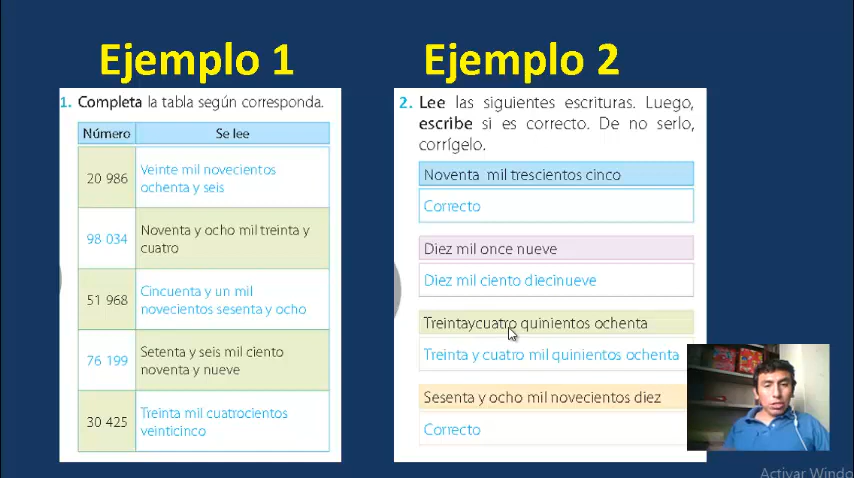 Ejemplo 1
1. Completa la tabla según corresponda.
Número Se lee
20 986 Veinte mil novecientos
ochenta y seis
98 034 Noventa y ocho mil treinta y
cuatro
51 968 Cincuenta y un mil
novecientos sesenta y ocho
76 199 Setenta y seis mil ciento
noventa y nueve
30 425 Treinta mil cuatrocientos
veinticinco
Ejemplo 2
2. Lee las siguientes escrituras. Luego,
escribe si es correcto. De no serlo,
corrígelo.
Noventa mil trescientos cinco
Correcto
Diez mil once nueve
Diez mil ciento diecinueve
Treintaycuatro quinientos ochenta
Treinta y cuatro mil quinientos ochenta
Sesenta y ocho mil novecientos diez
Correcto
Activar Windo